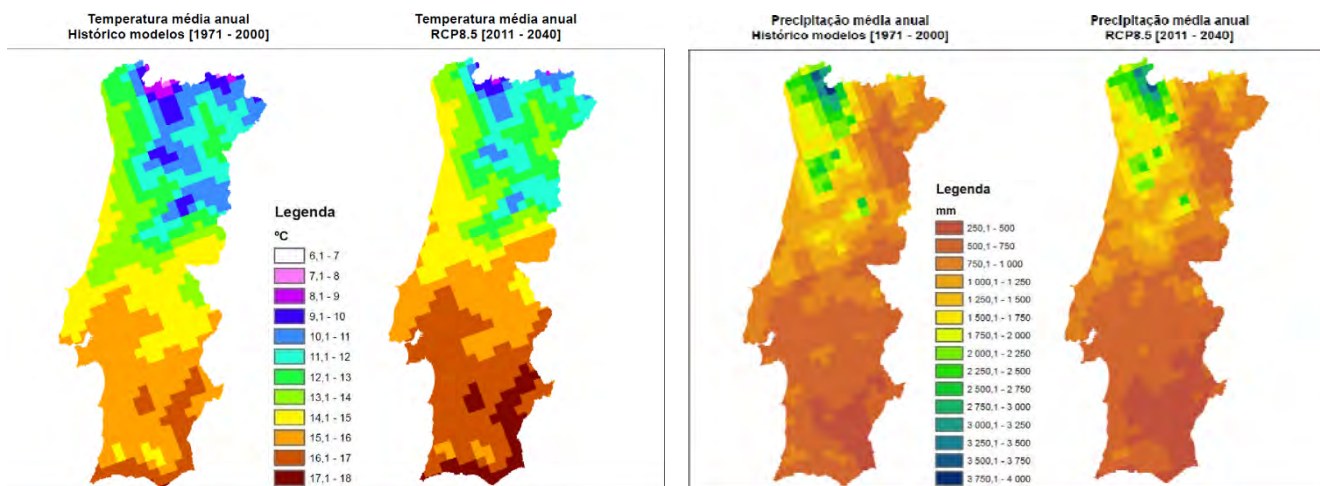 Temperatura média anual
Histórico modelos [1971 - 2000]
Temperatura média anual
RCP8.5 [2011 - 2040]
Legenda
ºC
6,1 - 7
7,1 - 8
8,1 - 9
9,1 - 10
10,1 - 11
11,1 - 12
12,1 - 13
13,1 - 14
14,1 - 15
15,1 - 16
16,1 - 17
17,1 - 18
Precipitação média anual
Histórico modelos [1971 - 2000]
Precipitação média anual
RCP8.5 [2011 - 2040]
Legenda
mm
250,1 - 500
500,1 - 750
750,1 - 1 000
1 000,1 - 1 250
1 250,1 - 1 500
1 500,1 - 1 750
1 750,1 - 2 000
2 000,1 - 2 250
2 250,1 - 2 500
2 500,1 - 2 750
2 750,1 - 3 000
3 000,1 - 3 250
3 250,1 - 3 500
3 500,1 - 3 750
3 750,1 - 4 000